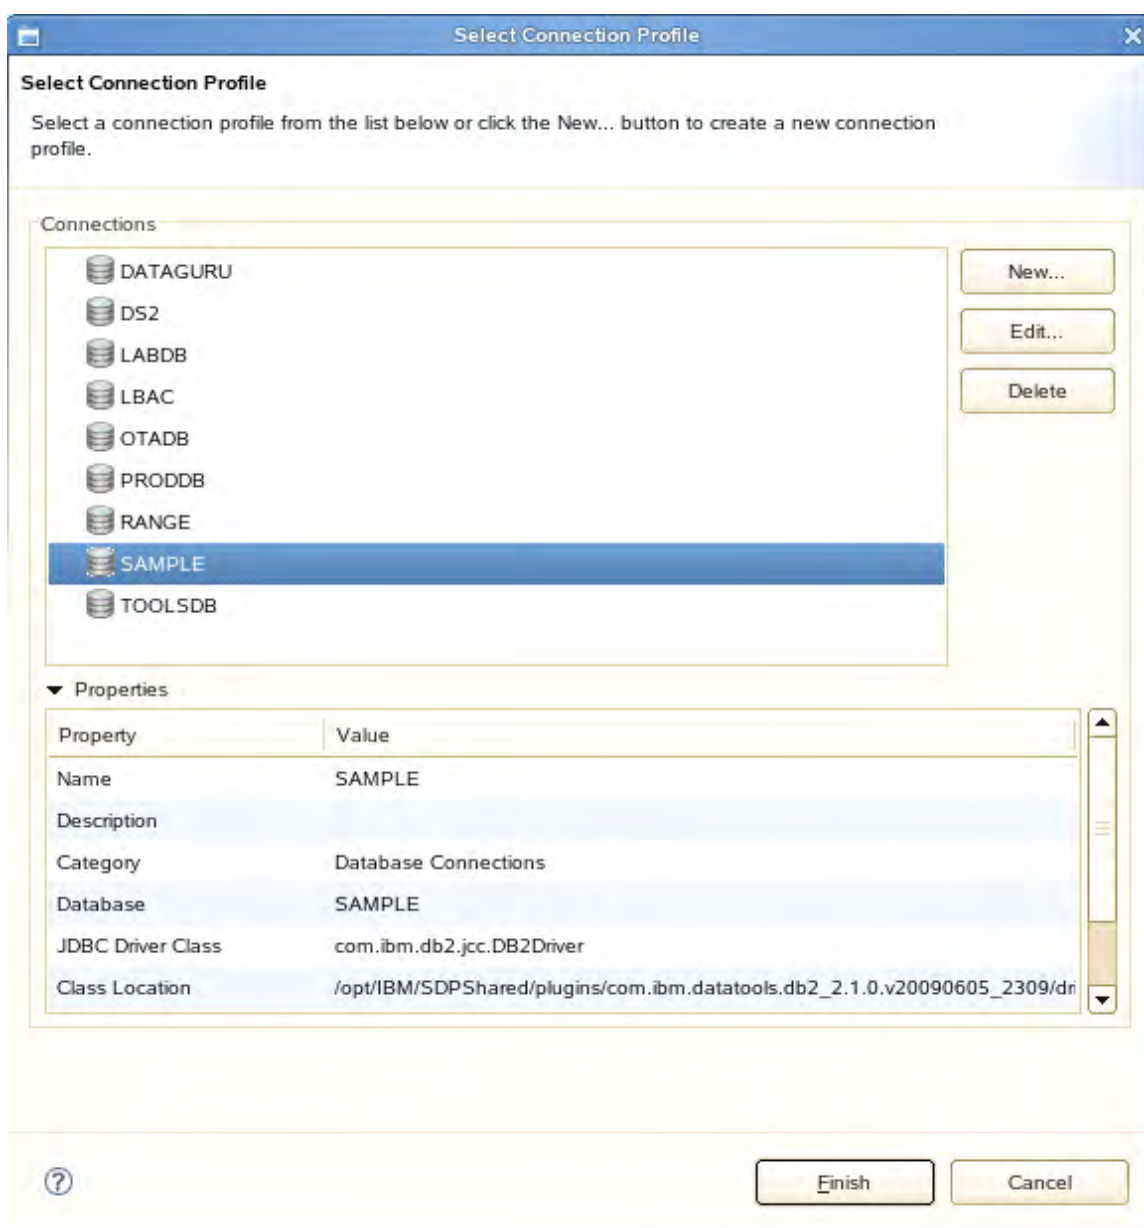 Select Connection Profile
Select Connection Profile
Select a connection profile from the list below or click the New... button to create a new connection
profile.
Connections
DATAGURU
DS2
LABDB
LBAC
OTADB
PRODDB
RANGE
SAMPLE
TOOLSDB
New...
Edit...
Delete
Properties
Property Value
Name SAMPLE
Description
Category Database Connections
Database SAMPLE
JDBC Driver Class com.ibm.db2.jcc.DB2Driver
Class Location /opt/IBM/SDPShared/plugins/com.ibm.datatools.db2_2.1.0.v20090605_2309/dri
? Finish Cancel